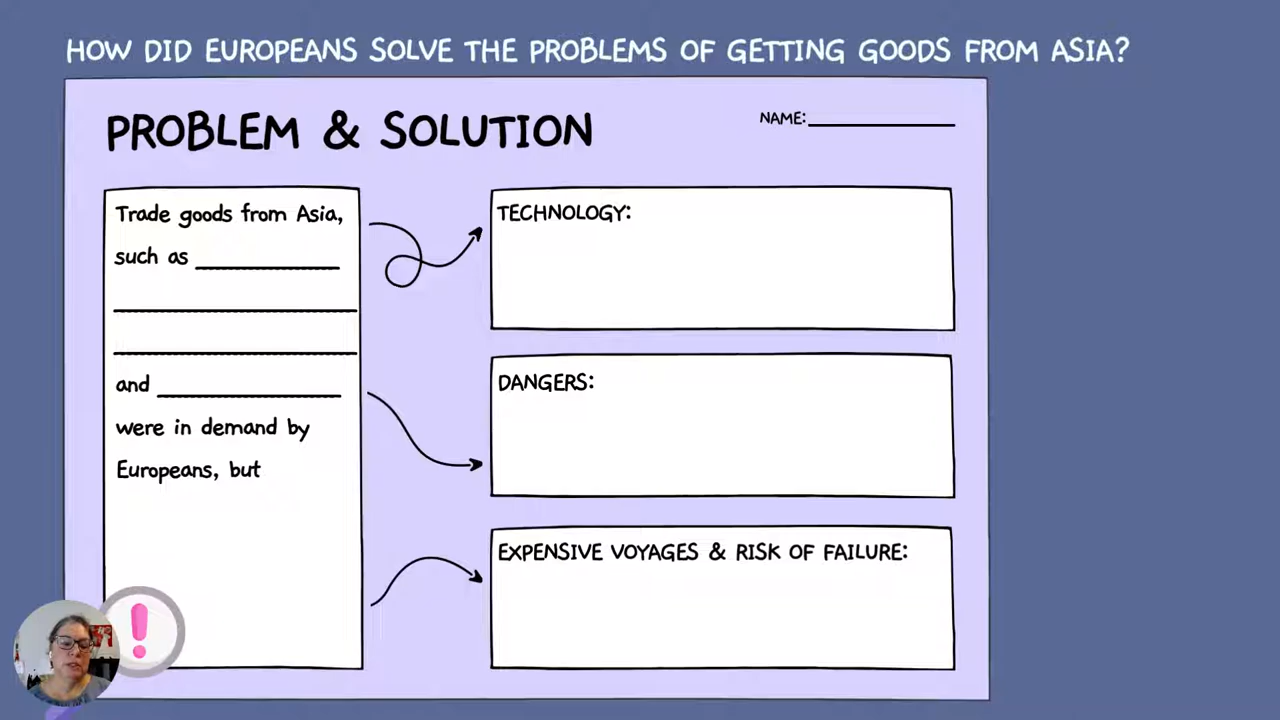 HOW DID EUROPEANS SOLVE THE PROBLEMS OF GETTING GOODS FROM ASIA?
PROBLEM & SOLUTION
NAME:
Trade goods from Asia,
such as
and
were in demand by
Europeans, but
TECHNOLOGY:
DANGERS:
EXPENSIVE VOYAGES & RISK OF FAILURE:
!